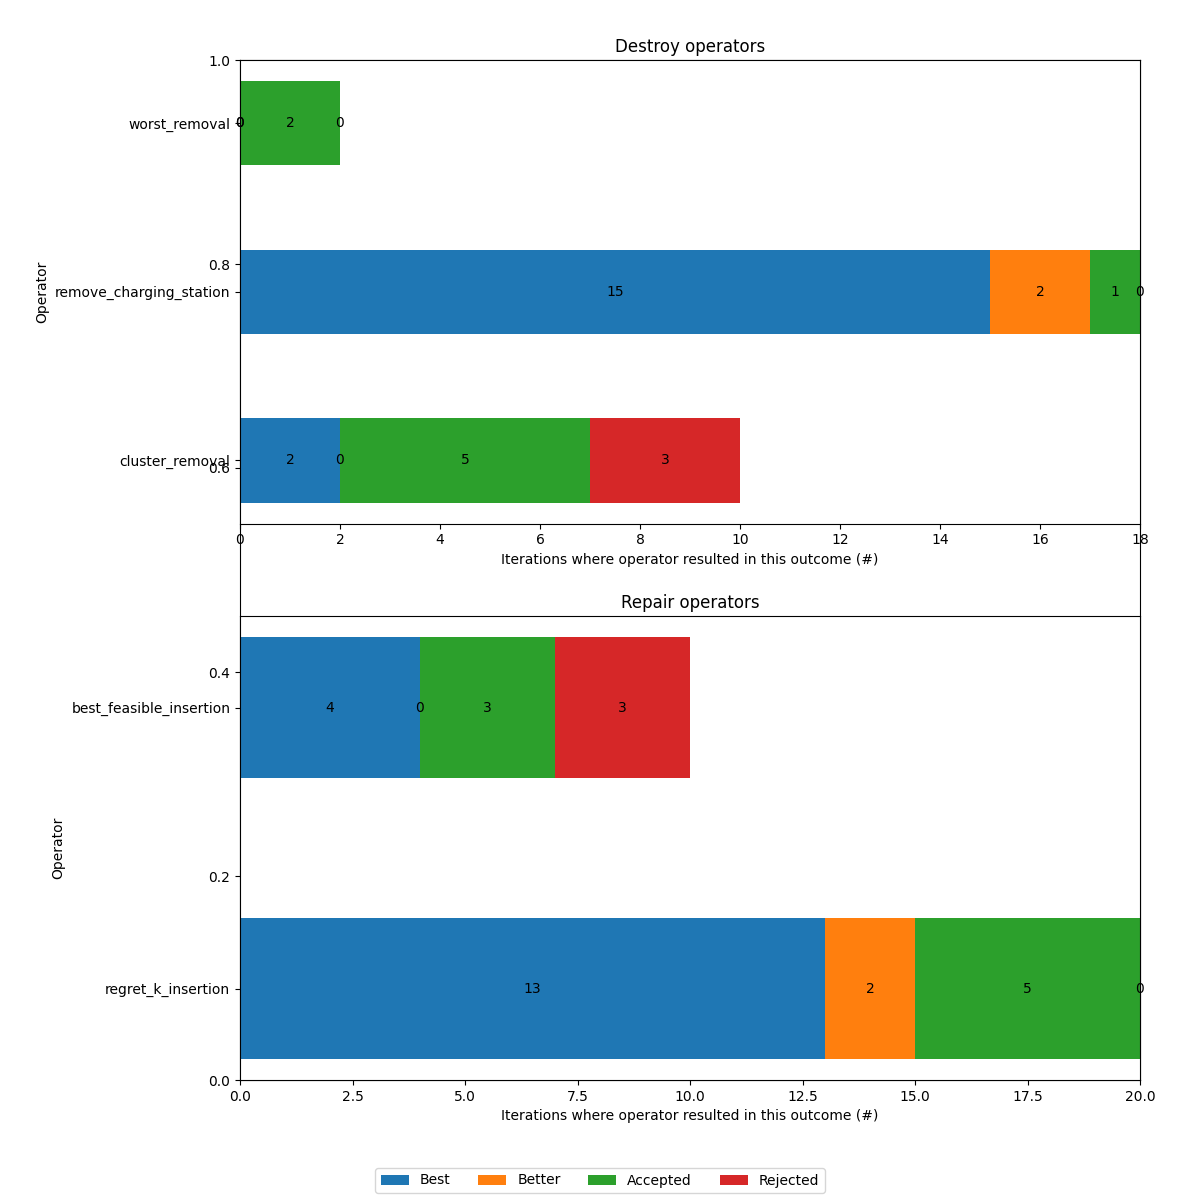 Destroy operators
1.0
worst_removal
0
0
2
0
Operator
0.8
remove_charging_station
15
2
1
0
cluster_removal
0.6
2
0
5
3
0 2 4 6 8 10 12 14 16 18
Iterations where operator resulted in this outcome (#)
Repair operators
0.4
best_feasible_insertion
4
0
3
3
Operator
0.2
regret_k_insertion
13
2
5
0
0.0
0.0 2.5 5.0 7.5 10.0 12.5 15.0 17.5 20.0
Iterations where operator resulted in this outcome (#)
Best Better Accepted Rejected